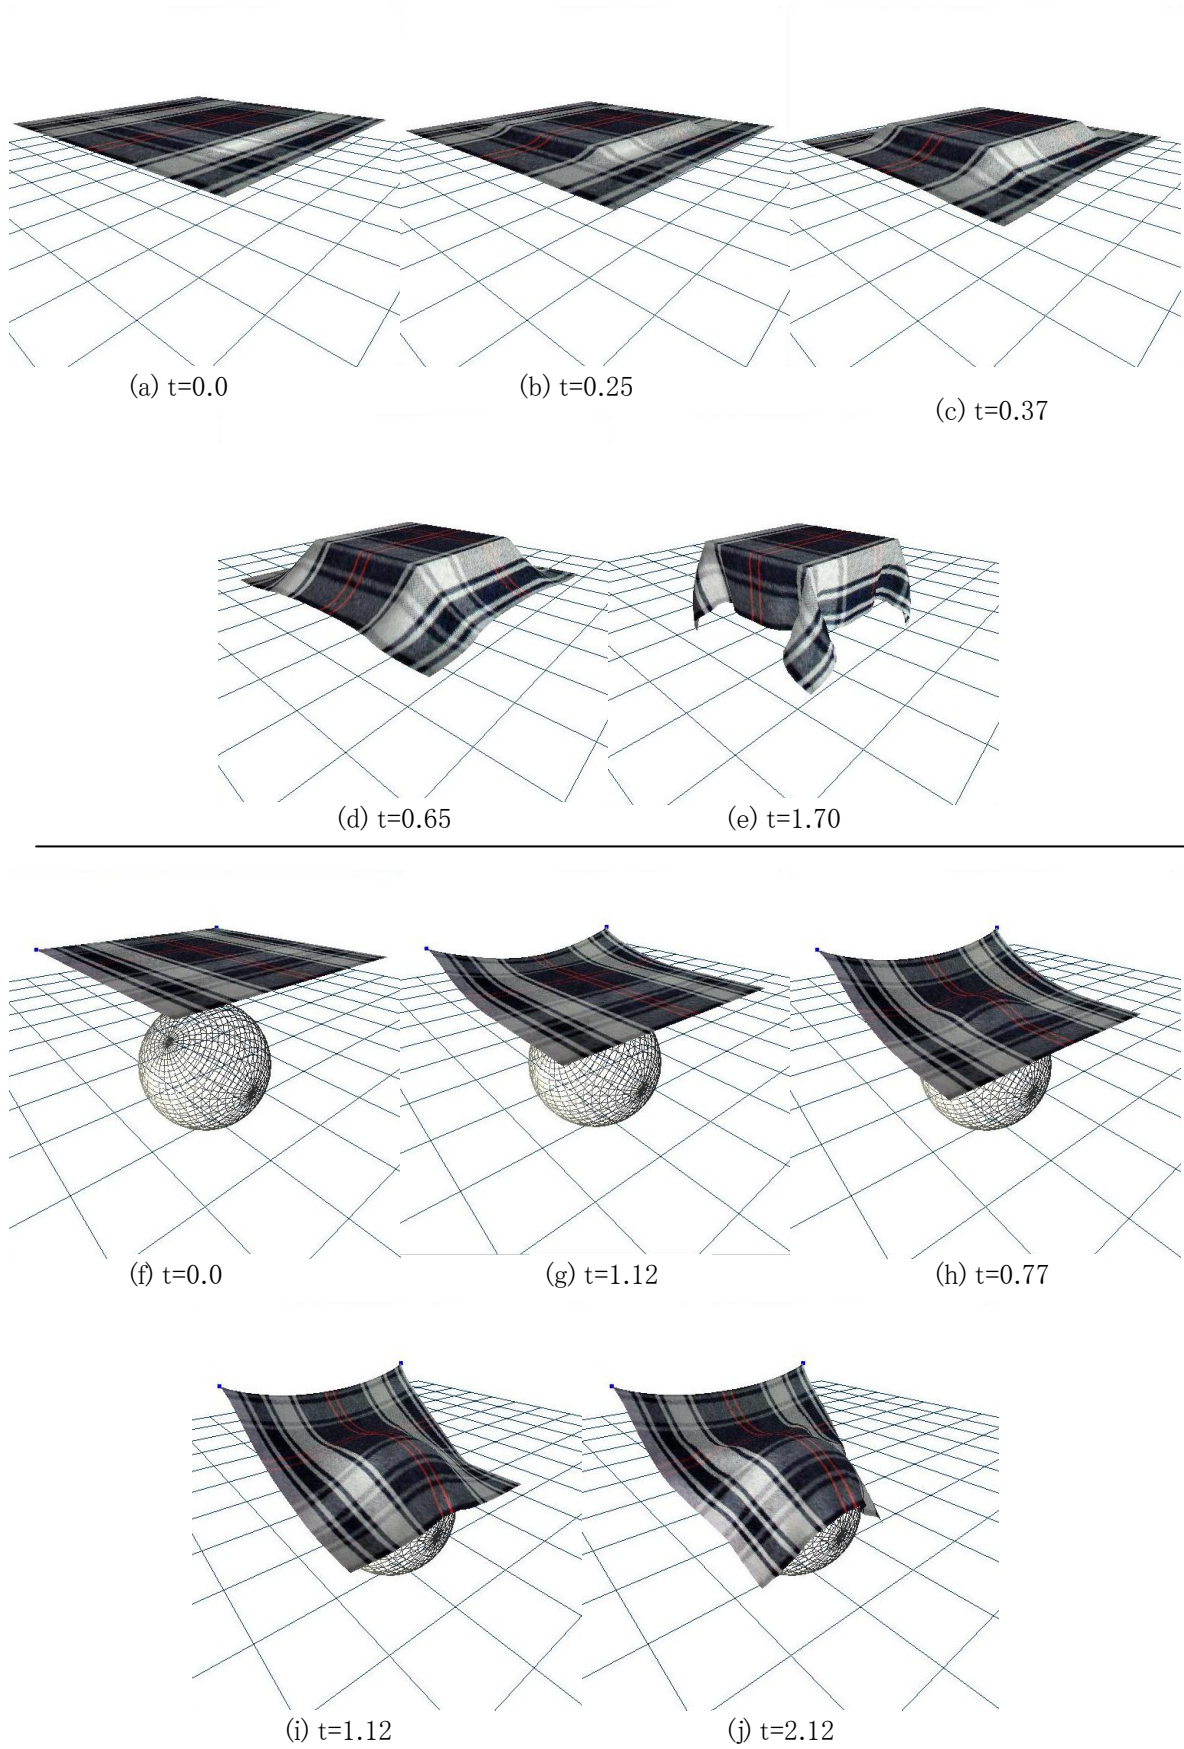 (a) t=0.0
(b) t=0.25
(c) t=0.37
(d) t=0.65
(e) t=1.70
(f) t=0.0
(g) t=1.12
(h) t=0.77
(i) t=1.12
(j) t=2.12